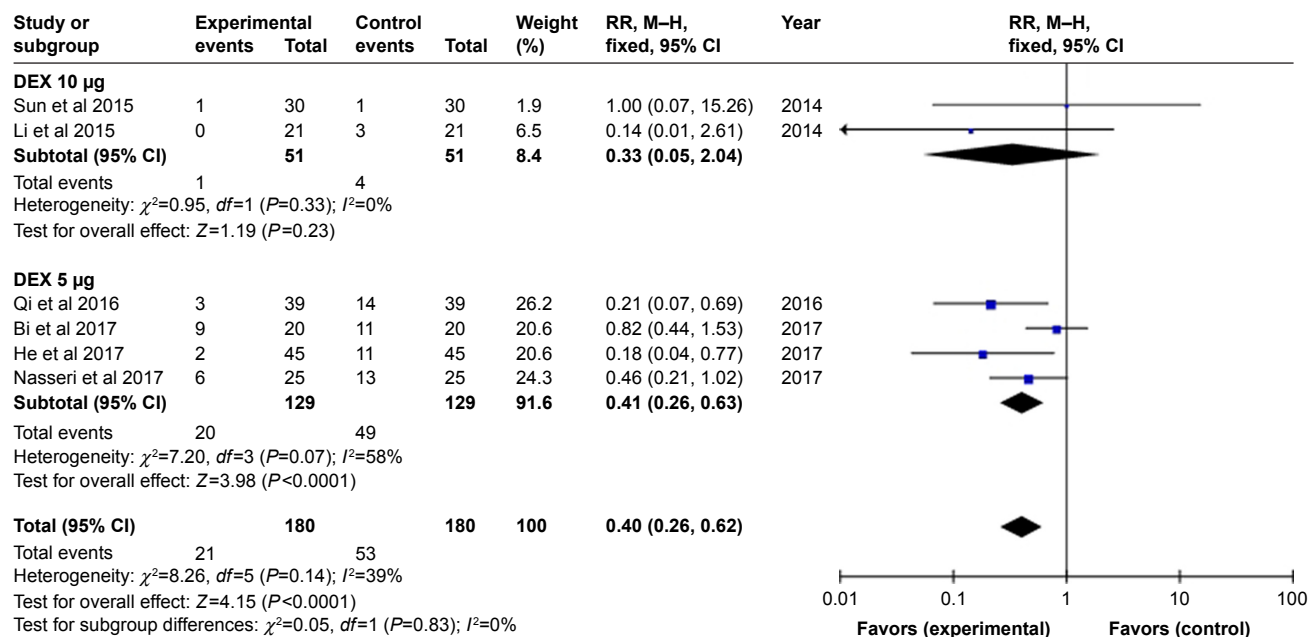 Study or subgroup Experimental events Total Control events Total Weight (%) RR, M–H, fixed, 95% CI Year RR, M–H, fixed, 95% CI
DEX 10 µg
Sun et al 2015 1 30 1 30 1.9 1.00 (0.07, 15.26) 2014
Li et al 2015 0 21 3 21 6.5 0.14 (0.01, 2.61) 2014
Subtotal (95% CI) 51 51 8.4 0.33 (0.05, 2.04)
Total events 1 4
Heterogeneity: χ²=0.95, df=1 (P=0.33); I²=0%
Test for overall effect: Z=1.19 (P=0.23)
DEX 5 µg
Qi et al 2016 3 39 14 39 26.2 0.21 (0.07, 0.69) 2016
Bi et al 2017 9 20 11 20 20.6 0.82 (0.44, 1.53) 2017
He et al 2017 2 45 11 45 20.6 0.18 (0.04, 0.77) 2017
Nasseri et al 2017 6 25 13 25 24.3 0.46 (0.21, 1.02) 2017
Subtotal (95% CI) 129 129 91.6 0.41 (0.26, 0.63)
Total events 20 49
Heterogeneity: χ²=7.20, df=3 (P=0.07); I²=58%
Test for overall effect: Z=3.98 (P<0.0001)
Total (95% CI) 180 180 100 0.40 (0.26, 0.62)
Total events 21 53
Heterogeneity: χ²=8.26, df=5 (P=0.14); I²=39%
Test for overall effect: Z=4.15 (P<0.0001)
Test for subgroup differences: χ²=0.05, df=1 (P=0.83); I²=0%
0.01 0.1 1 10 100
Favors (experimental) Favors (control)